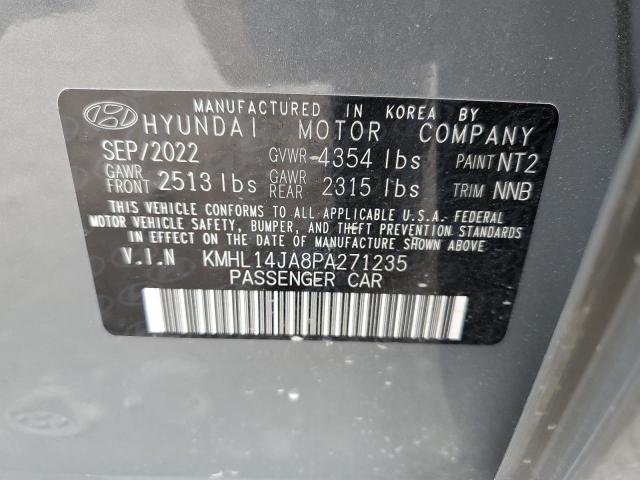 MANUFACTURED IN KOREA BY
HYUNDAI MOTOR COMPANY
SEP/2022 GVWR 4354 lbs PAINT NT2
GAWR FRONT 2513 lbs GAWR REAR 2315 lbs TRIM NNB
THIS VEHICLE CONFORMS TO ALL APPLICABLE U.S.A. FEDERAL
MOTOR VEHICLE SAFETY, BUMPER, AND THEFT PREVENTION STANDARDS
IN EFFECT ON THE DATE OF MANUFACTURE SHOWN ABOVE.
V.I.N KMHL14JA8PA271235
PASSENGER CAR